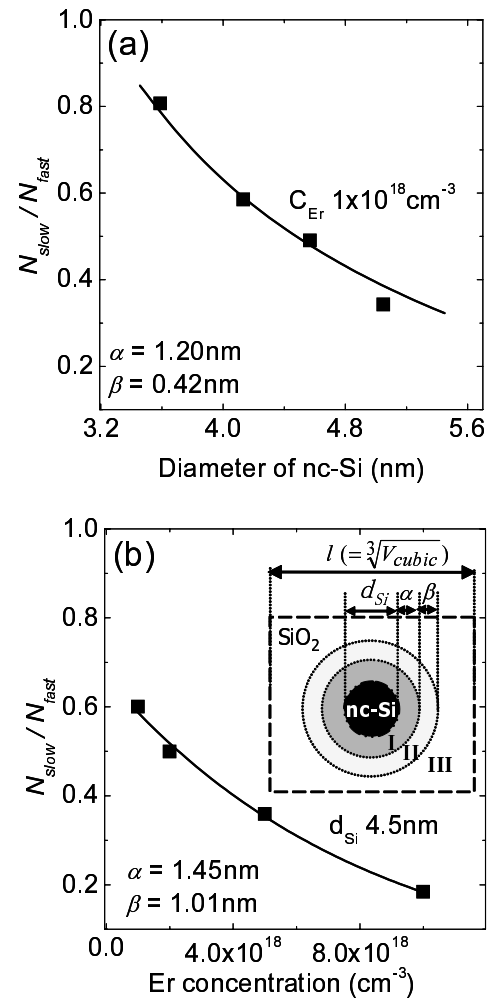 (a)
1.0
0.8
0.6
0.4
0.2
N_slow / N_fast
C_Er 1x10^18 cm^-3
α = 1.20nm
β = 0.42nm
3.2 4.0 4.8 5.6
Diameter of nc-Si (nm)
(b)
1.0
0.8
0.6
0.4
0.2
N_slow / N_fast
l (= ∛V_cubic)
d_Si α β
SiO₂
nc-Si
I II III
d_Si 4.5nm
α = 1.45nm
β = 1.01nm
0.0 4.0x10^18 8.0x10^18
Er concentration (cm^-3)